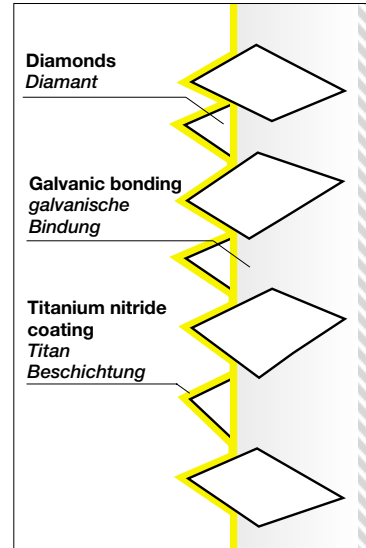 Diamonds
Diamant
Galvanic bonding
galvanische
Bindung
Titanium nitride
coating
Titan
Beschichtung